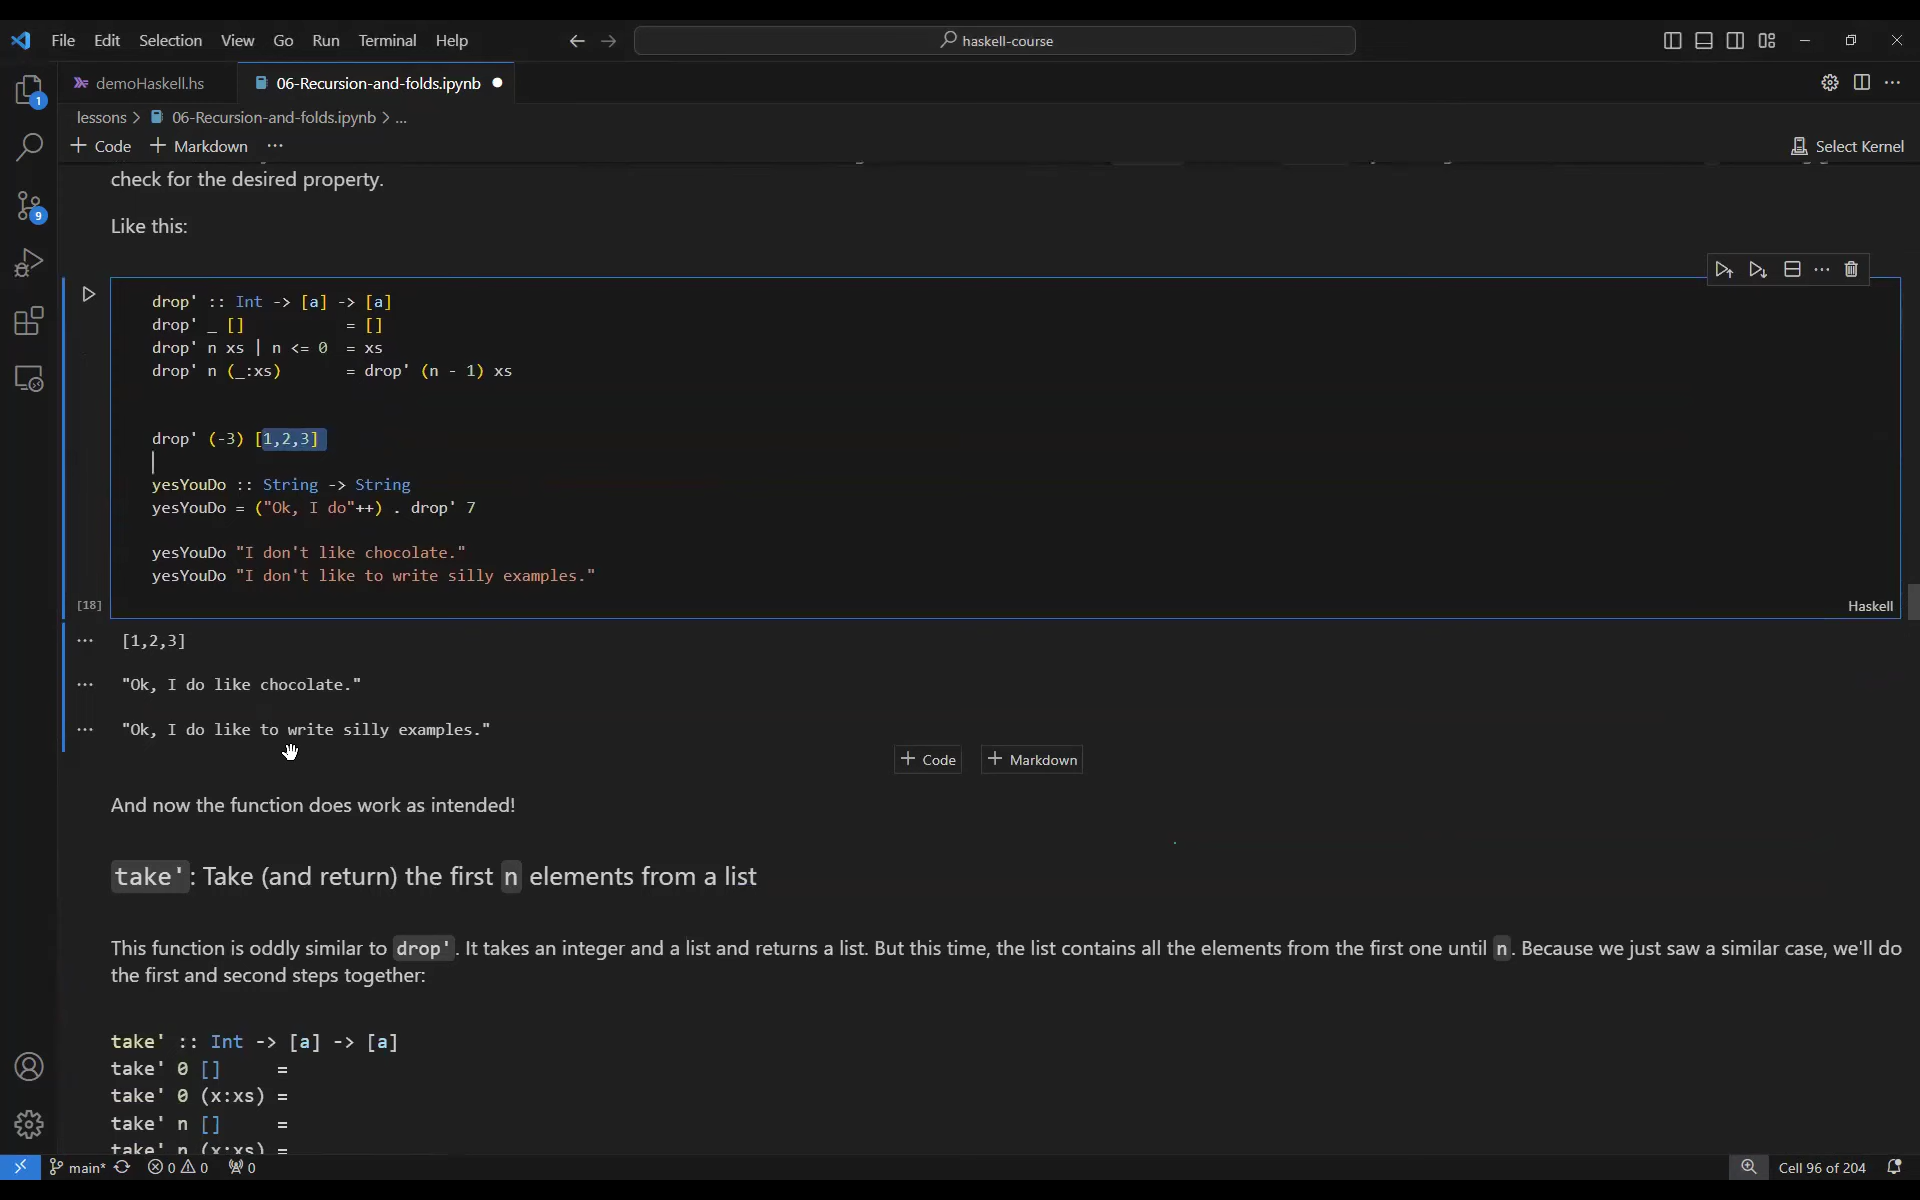 File Edit Selection View Go Run Terminal Help
haskell-course
demoHaskell.hs
06-Recursion-and-folds.ipynb
lessons > 06-Recursion-and-folds.ipynb > ...
+ Code + Markdown ...
Select Kernel
check for the desired property.
Like this:
drop' :: Int -> [a] -> [a]
drop' _ [] = []
drop' n xs | n <= 0 = xs
drop' n (_:xs) = drop' (n - 1) xs
drop' (-3) [1,2,3]
yesYouDo :: String -> String
yesYouDo = ("Ok, I do"++) . drop' 7
yesYouDo "I don't like chocolate."
yesYouDo "I don't like to write silly examples."
[18]
Haskell
... [1,2,3]
... "Ok, I do like chocolate."
... "Ok, I do like to write silly examples."
+ Code + Markdown
And now the function does work as intended!
take': Take (and return) the first n elements from a list
This function is oddly similar to drop'. It takes an integer and a list and returns a list. But this time, the list contains all the elements from the first one until n. Because we just saw a similar case, we'll do
the first and second steps together:
take' :: Int -> [a] -> [a]
take' 0 [] =
take' 0 (x:xs) =
take' n [] =
take' n (x:xs) =
main* 0 0 0
Cell 96 of 204
1
9